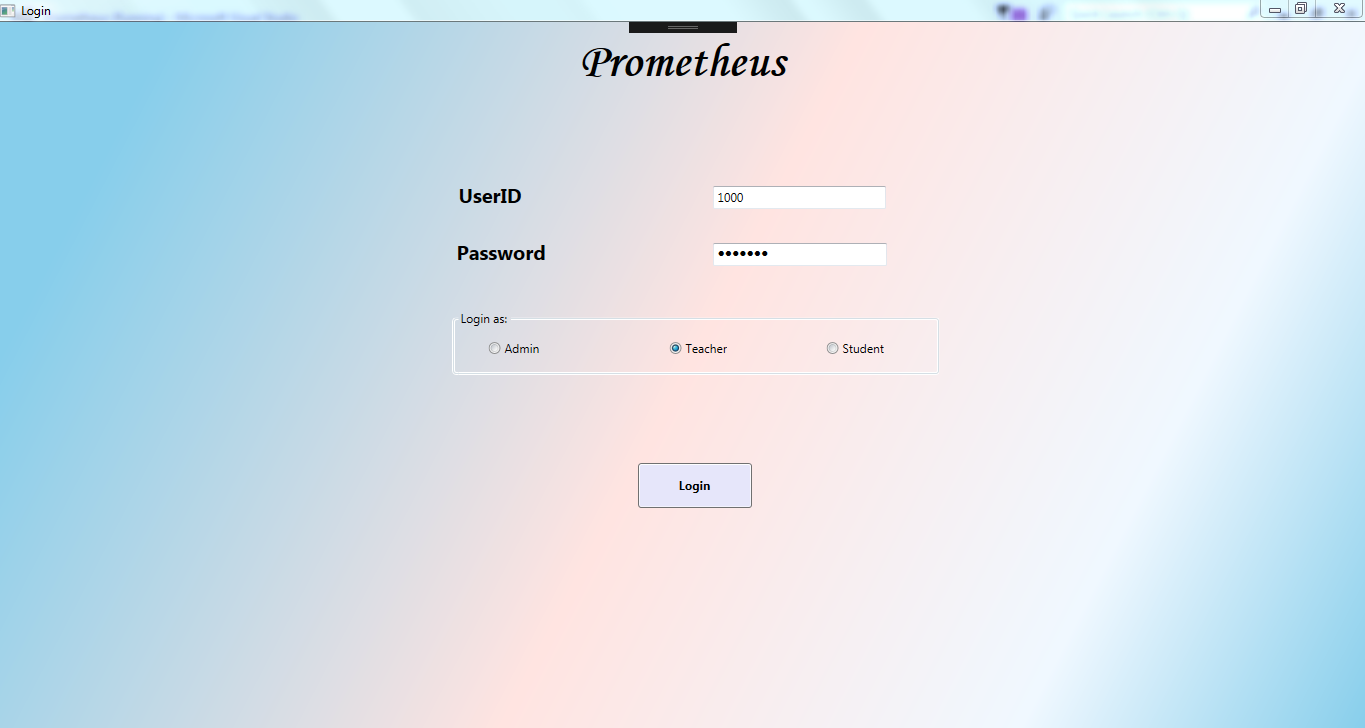 Login
Prometheus
UserID
1000
Password
•••••••
Login as:
Admin
Teacher
Student
Login